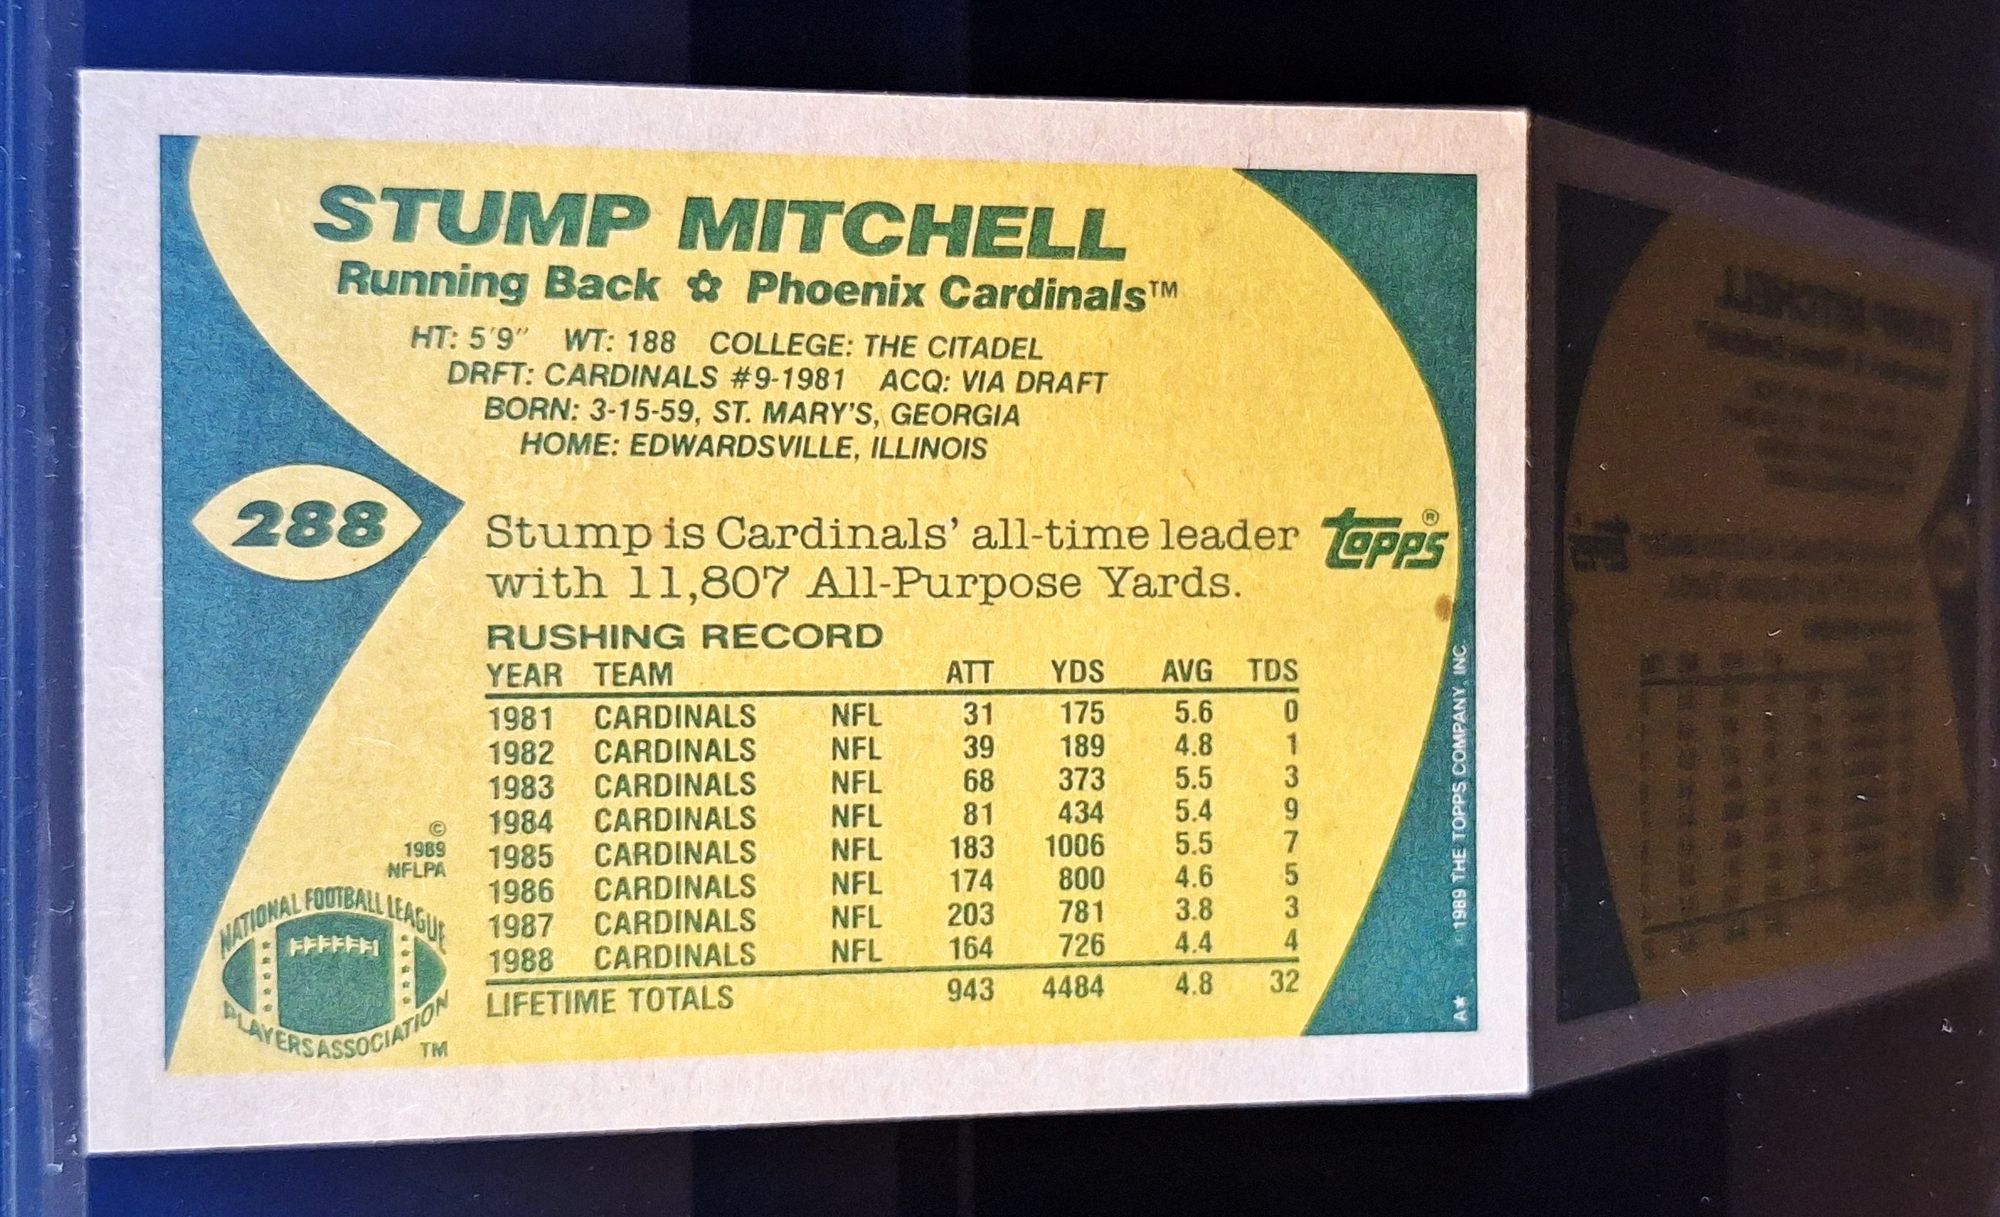 STUMP MITCHELL
Running Back ✿ Phoenix Cardinals™
HT: 5'9" WT: 188 COLLEGE: THE CITADEL
DRFT: CARDINALS #9-1981 ACQ: VIA DRAFT
BORN: 3-15-59, ST. MARY'S, GEORGIA
HOME: EDWARDSVILLE, ILLINOIS
288
Stump is Cardinals' all-time leader
with 11,807 All-Purpose Yards.
topps®
RUSHING RECORD
YEAR TEAM ATT YDS AVG TDS
1981 CARDINALS NFL 31 175 5.6 0
1982 CARDINALS NFL 39 189 4.8 1
1983 CARDINALS NFL 68 373 5.5 3
1984 CARDINALS NFL 81 434 5.4 9
1985 CARDINALS NFL 183 1006 5.5 7
1986 CARDINALS NFL 174 800 4.6 5
1987 CARDINALS NFL 203 781 3.8 3
1988 CARDINALS NFL 164 726 4.4 4
LIFETIME TOTALS 943 4484 4.8 32
©
1989
NFLPA
NATIONAL FOOTBALL LEAGUE
PLAYERS ASSOCIATION
TM
A★ ©1989 THE TOPPS COMPANY, INC.